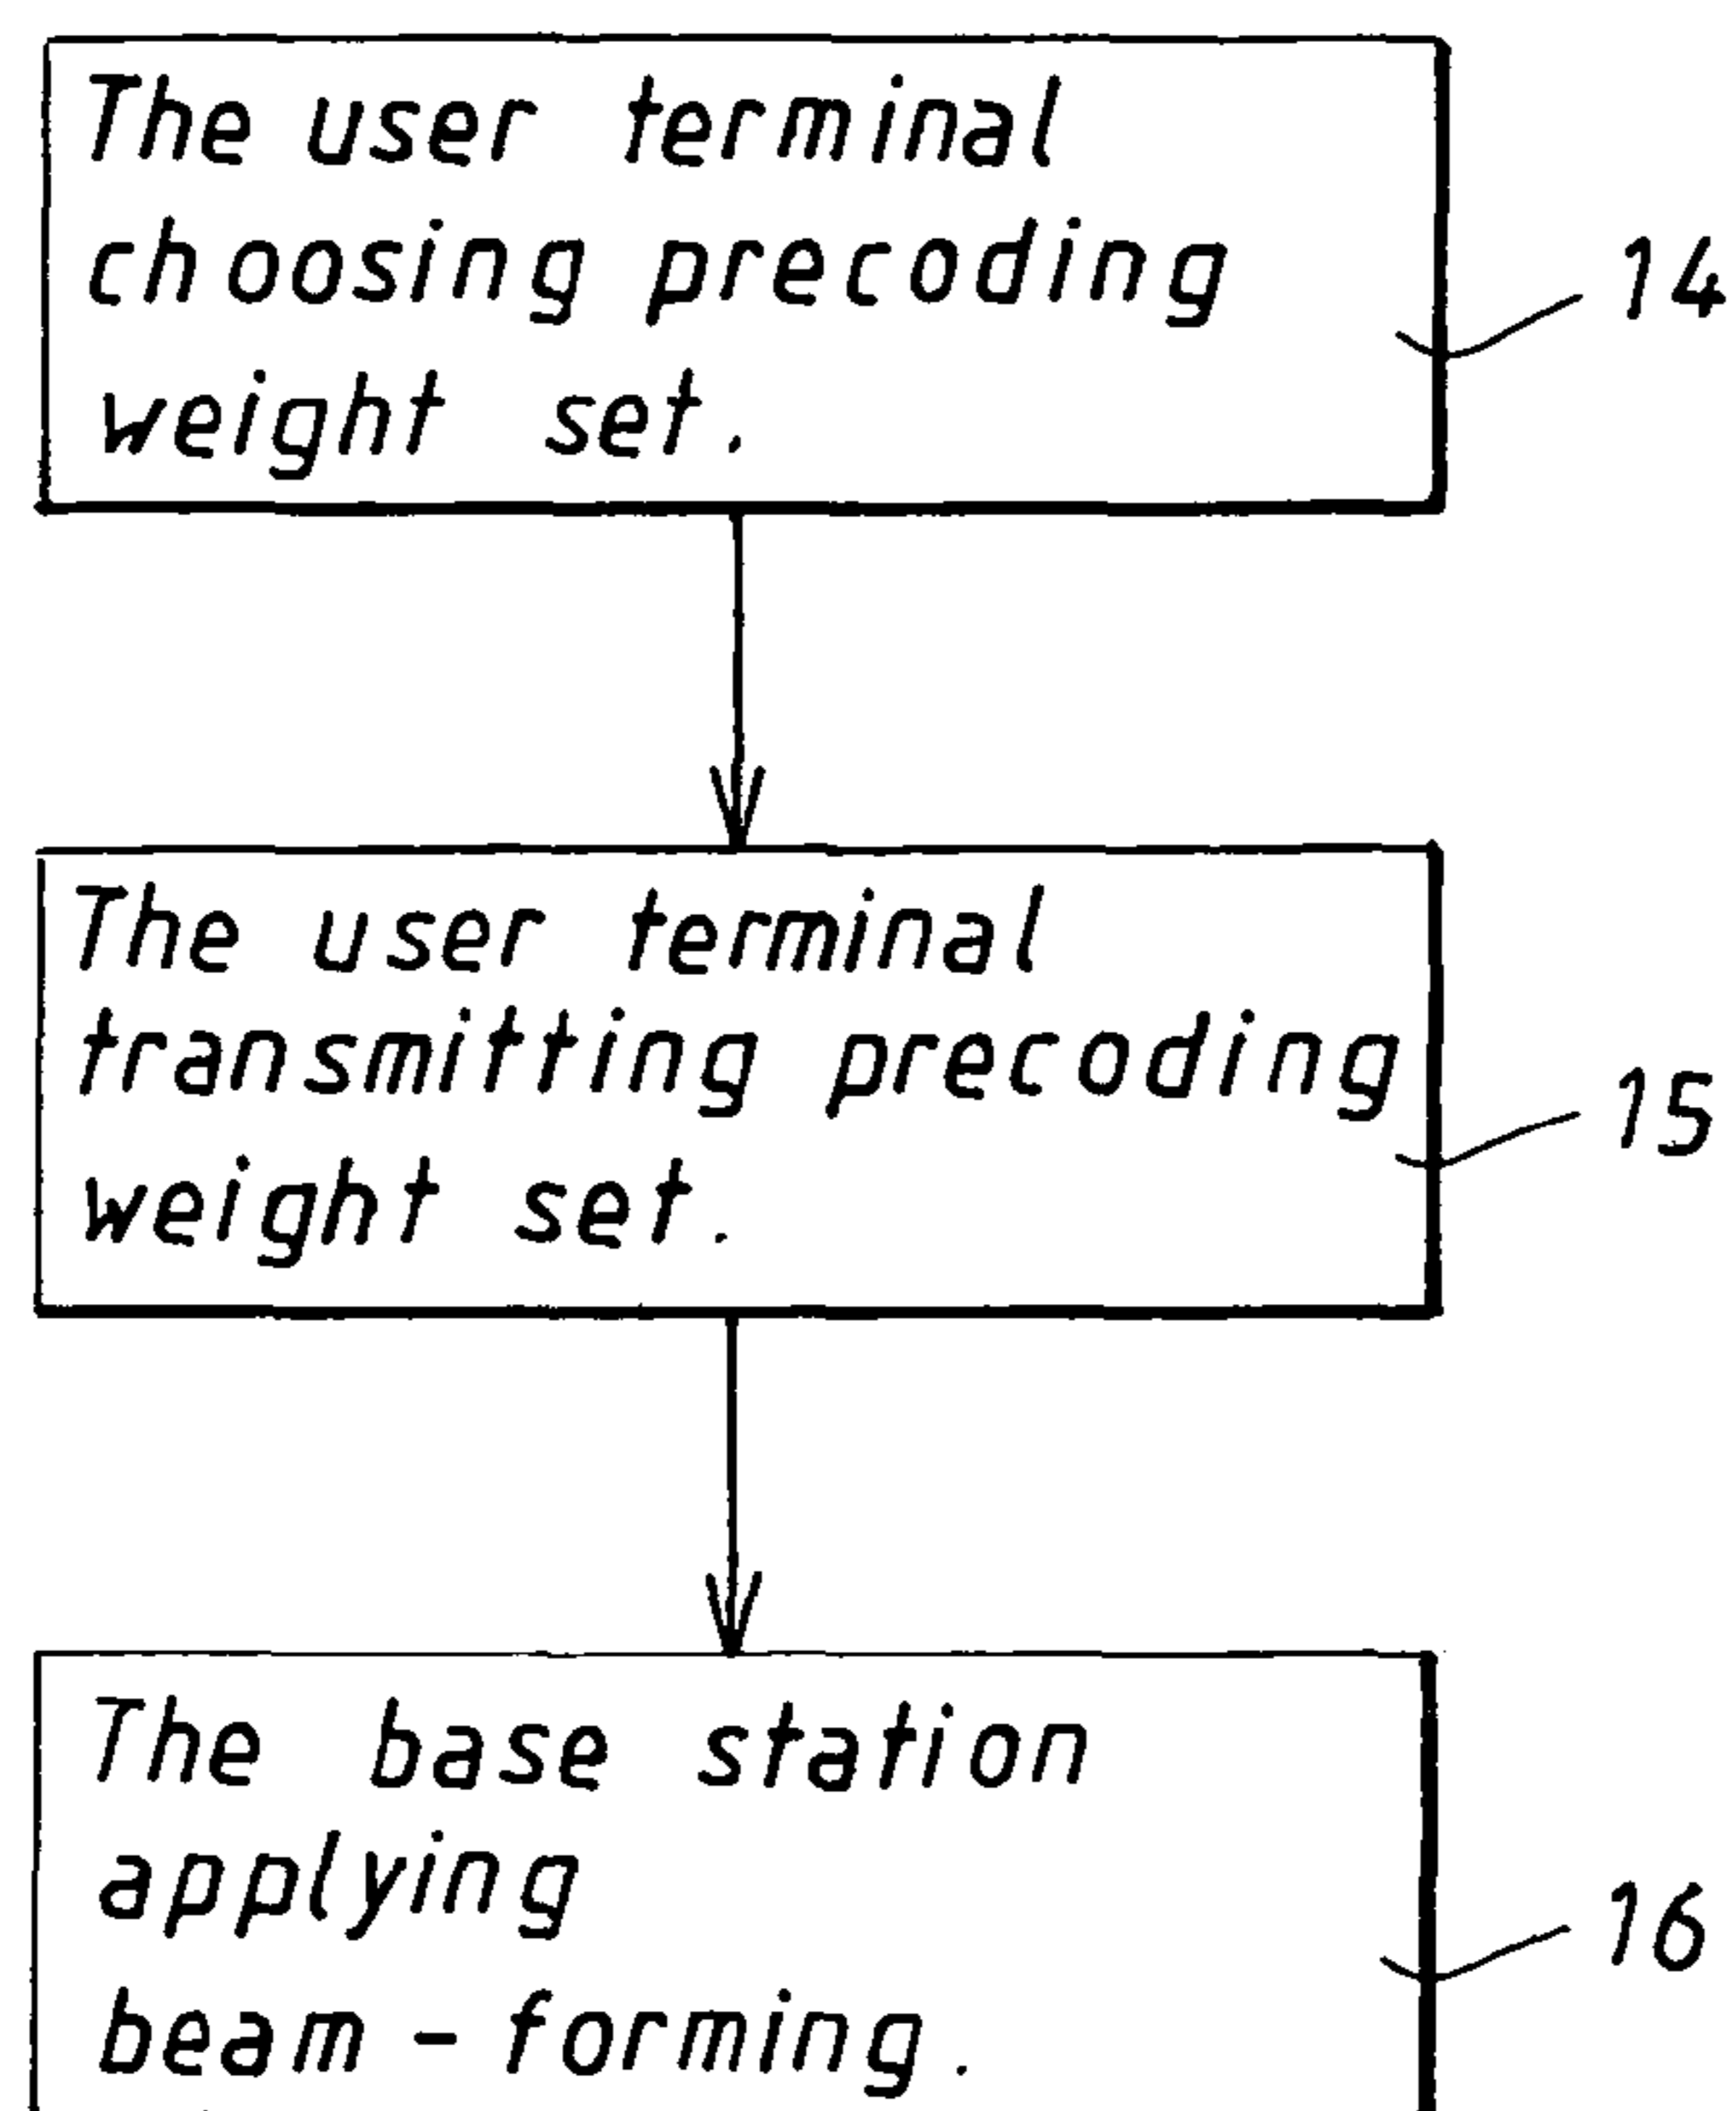 The user terminal
choosing precoding
weight set.
14
The user terminal
transmitting precoding
weight set.
15
The base station
applying
beam-forming.
16